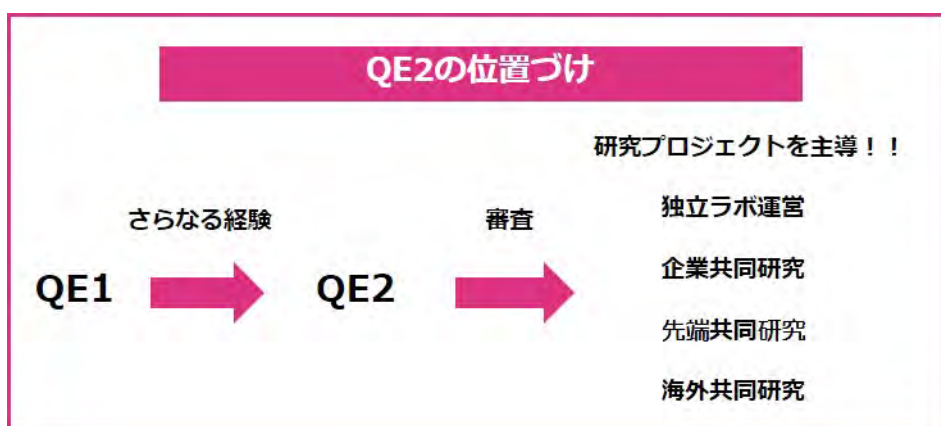 QE2の位置づけ
研究プロジェクトを主導！！
さらなる経験
審査
独立ラボ運営
QE1
QE2
企業共同研究
先端共同研究
海外共同研究